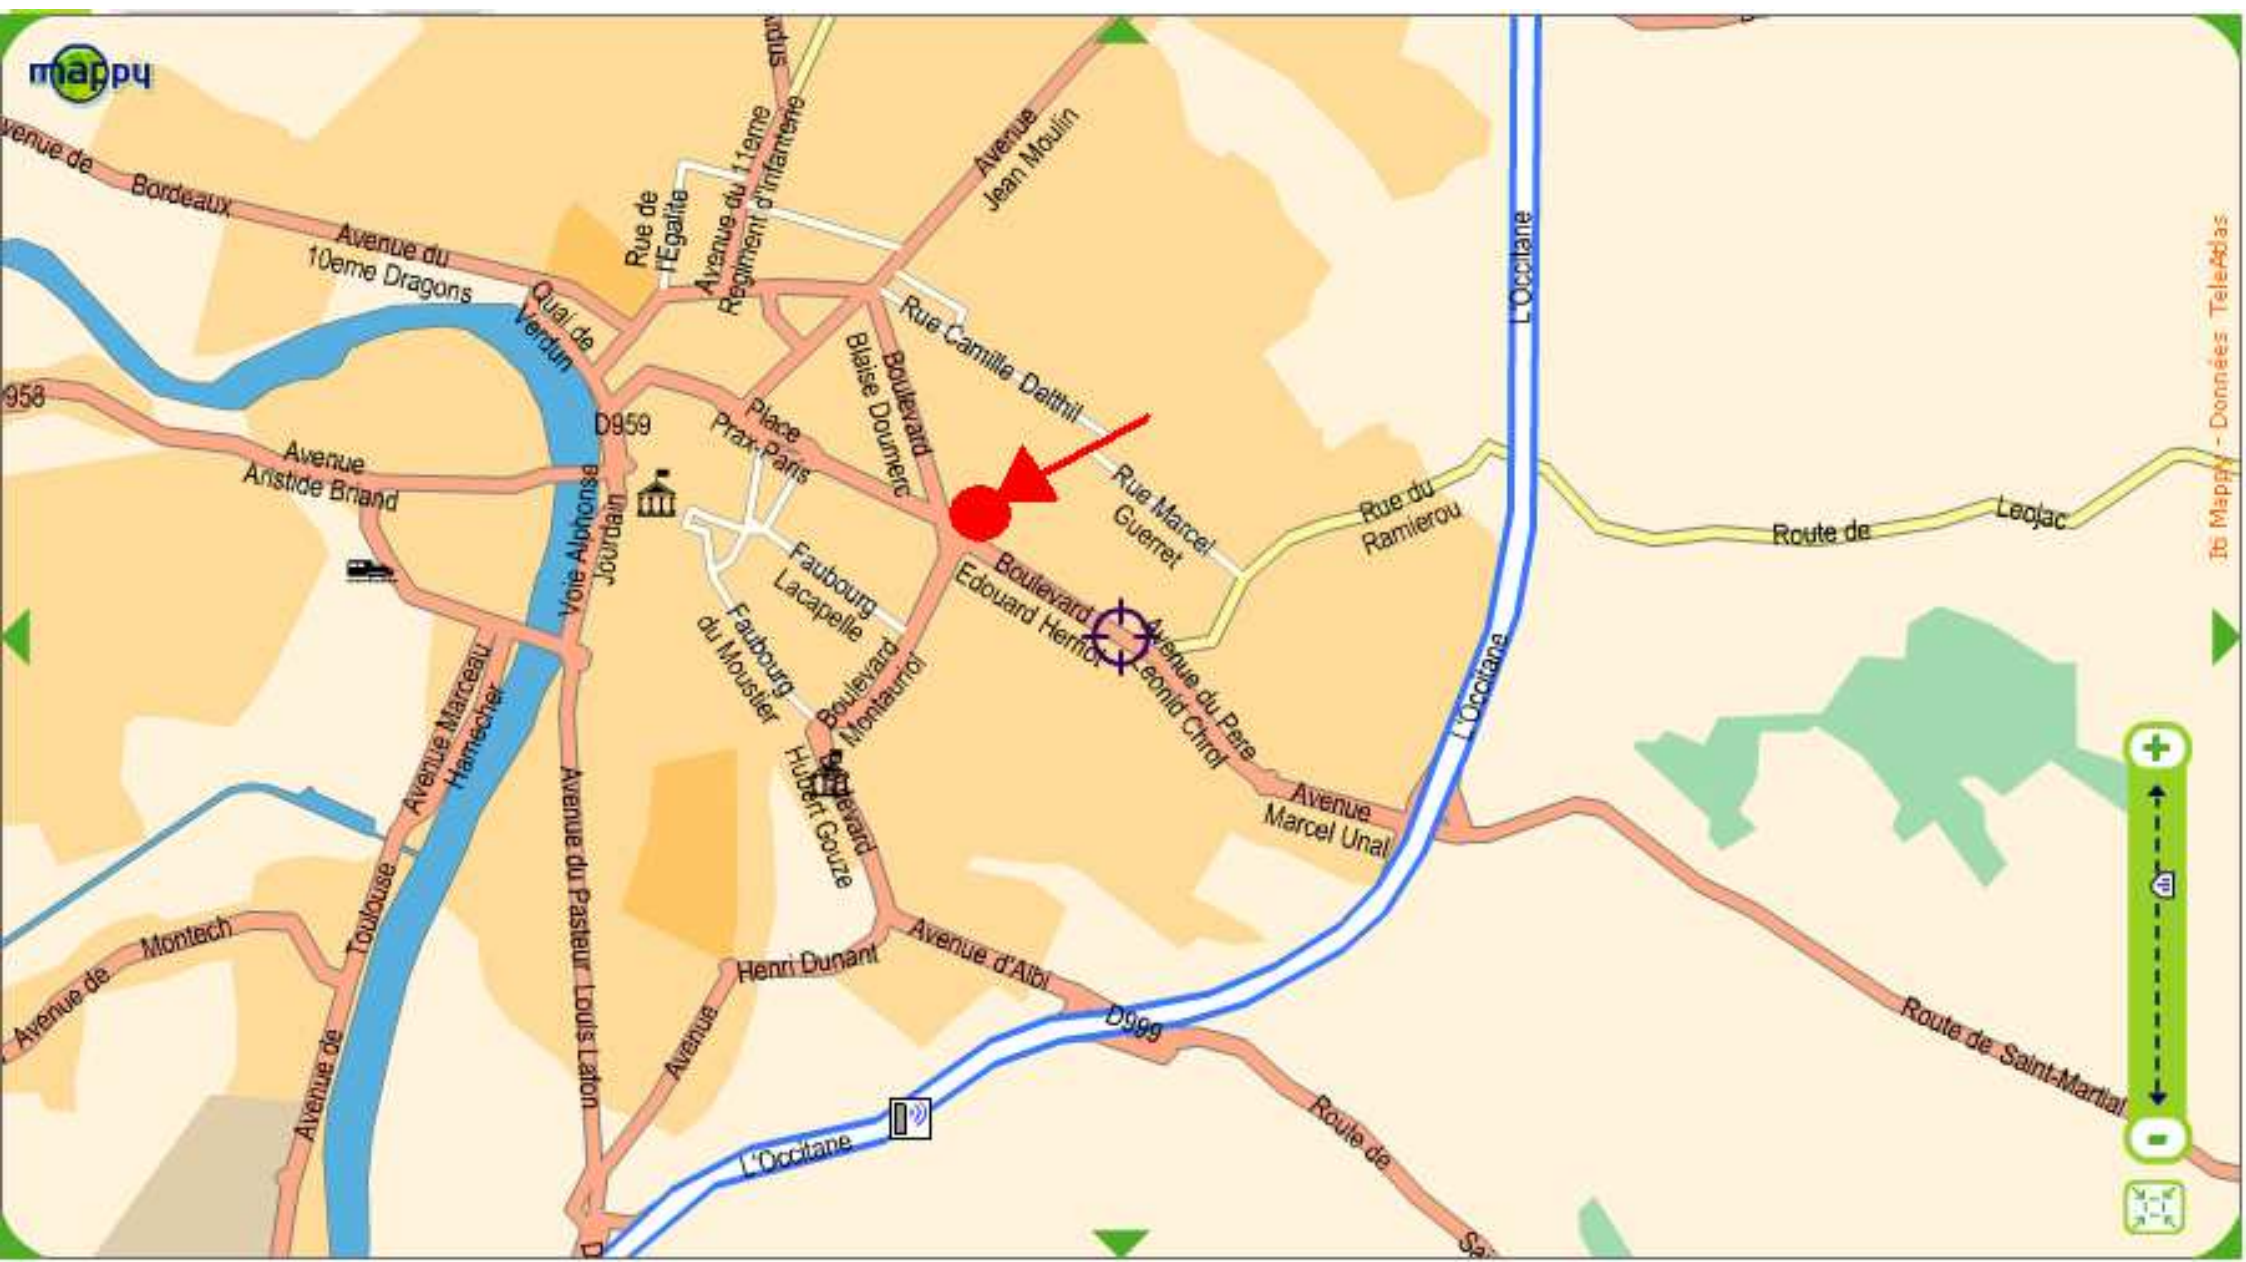 mappy
venue de
Bordeaux
Avenue du
10eme Dragons
Quai de
Verdun
Rue de
l'Egalite
Avenue du 11eme
Regiment d'Infanterie
Avenue
Jean Moulin
Rue Camille Delthil
Boulevard
Blaise Doumerc
Place
Prax-Paris
D959
958
Avenue
Aristide Briand
Voie Alphonse
Jourdain
Rue Marcel
Guerret
Rue du
Ramierou
Route de
Leojac
L'Occitane
Faubourg
Lacapelle
Faubourg
du Moustier
Boulevard
Edouard Herriot
Avenue du Pere
Leonid Chrol
Boulevard
Montauriol
Boulevard
Hubert Gouze
Avenue Marceau
Hamecher
L'Occitane
Avenue
Marcel Unal
Avenue du Pasteur Louis Lafon
Toulouse
Avenue de
Montech
Avenue de
Henri Dunant
Avenue
Avenue d'Albi
D999
L'Occitane
Route de
Route de Saint-Martial
Sa
D
Iti Mappy - Données TeleAtlas
+
-